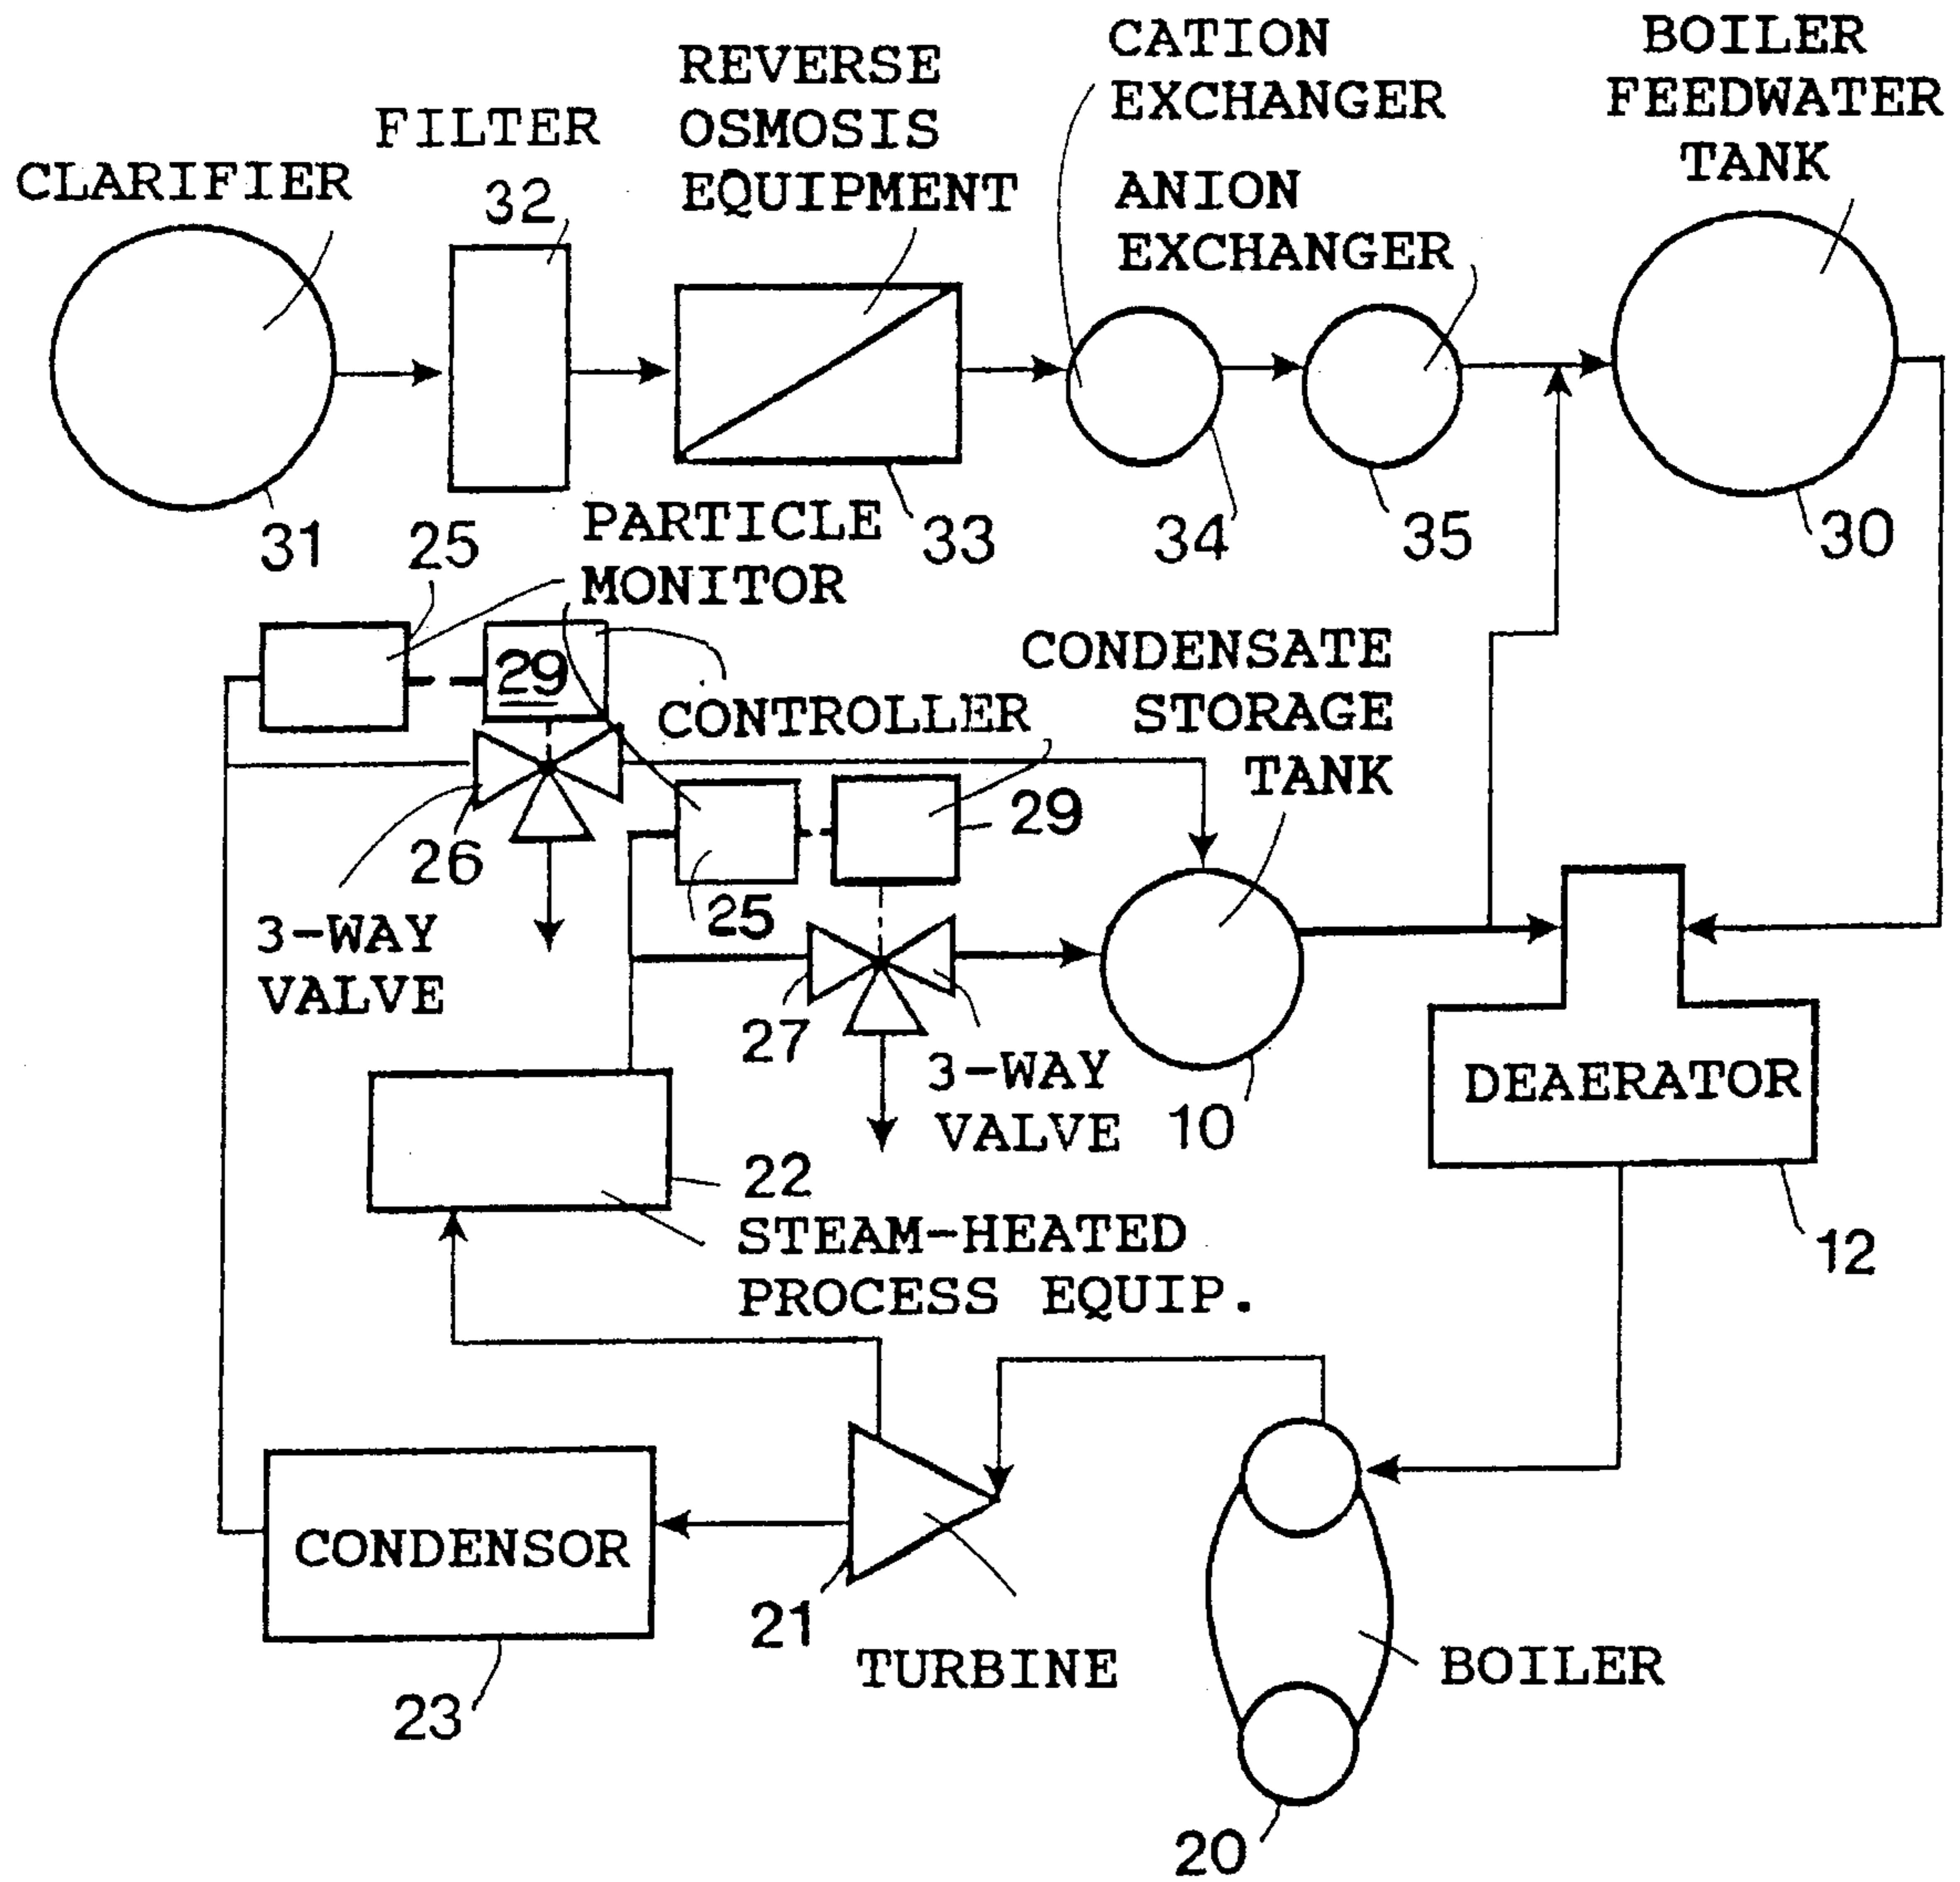 CLARIFIER
FILTER
32
REVERSE
OSMOSIS
EQUIPMENT
CATION
EXCHANGER
ANION
EXCHANGER
BOILER
FEEDWATER
TANK
31
33
34
35
30
25
PARTICLE
MONITOR
29
CONTROLLER
CONDENSATE
STORAGE
TANK
26
25
29
3-WAY
VALVE
27
3-WAY
VALVE
10
DEAERATOR
12
22
STEAM-HEATED
PROCESS EQUIP.
CONDENSOR
23
21
TURBINE
BOILER
20